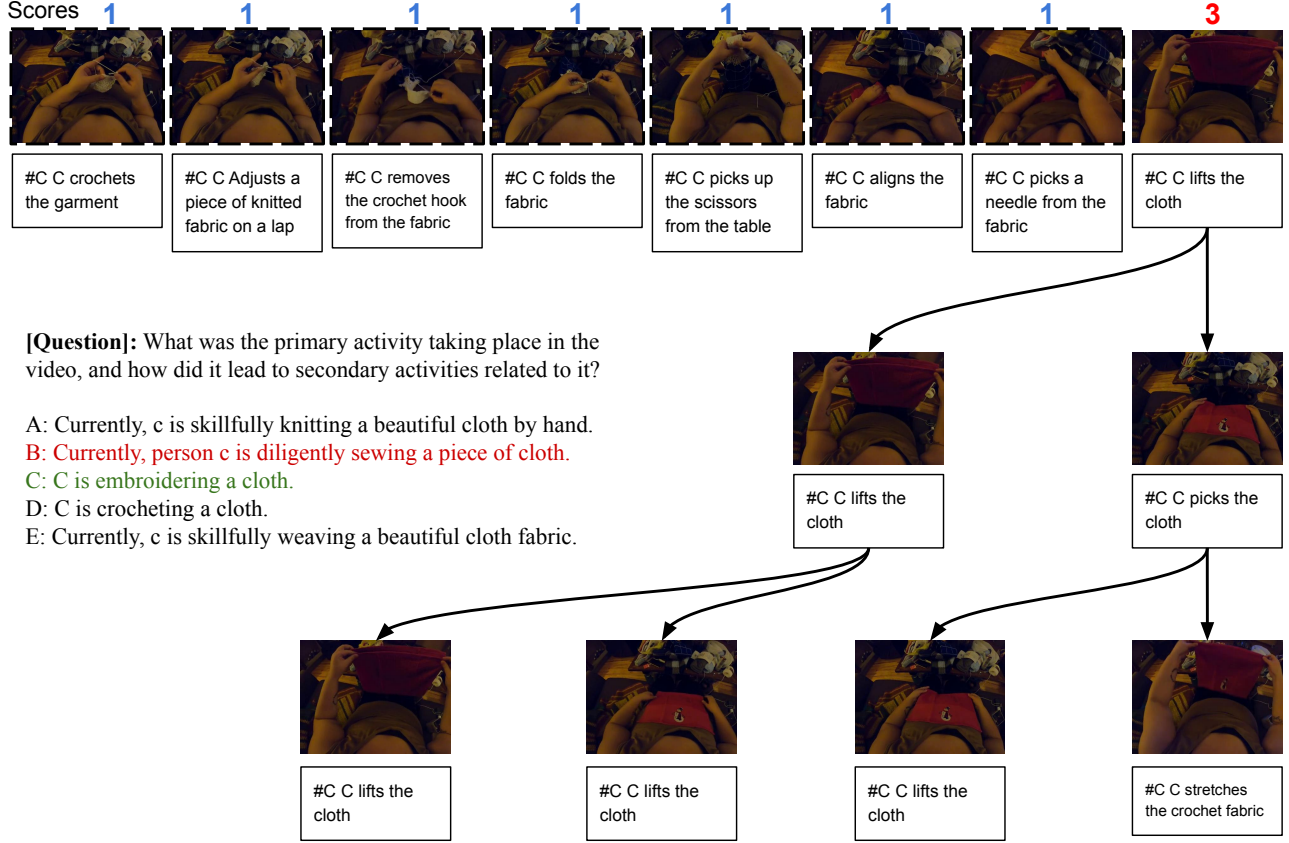 Scores 1 1 1 1 1 1 1 3
#C C crochets
the garment
#C C Adjusts a
piece of knitted
fabric on a lap
#C C removes
the crochet hook
from the fabric
#C C folds the
fabric
#C C picks up
the scissors
from the table
#C C aligns the
fabric
#C C picks a
needle from the
fabric
#C C lifts the
cloth
[Question]: What was the primary activity taking place in the
video, and how did it lead to secondary activities related to it?
A: Currently, c is skillfully knitting a beautiful cloth by hand.
B: Currently, person c is diligently sewing a piece of cloth.
C: C is embroidering a cloth.
D: C is crocheting a cloth.
E: Currently, c is skillfully weaving a beautiful cloth fabric.
#C C lifts the
cloth
#C C picks the
cloth
#C C lifts the
cloth
#C C lifts the
cloth
#C C lifts the
cloth
#C C stretches
the crochet fabric